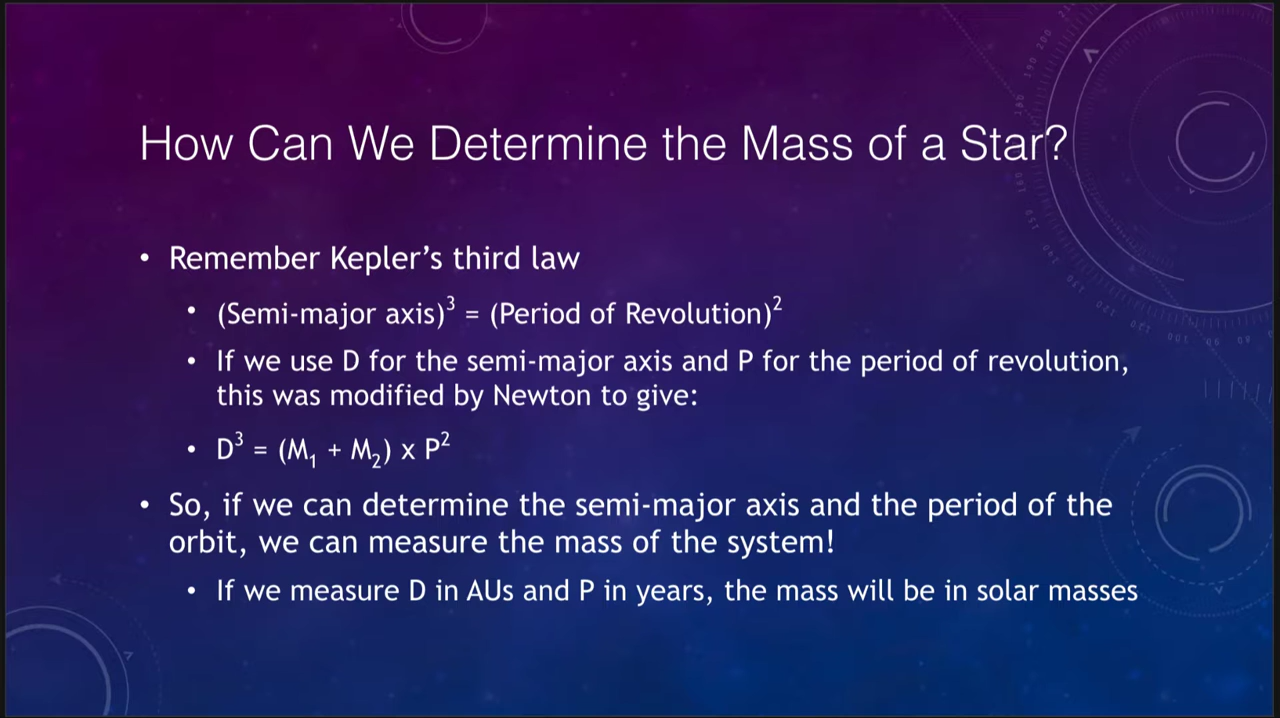 How Can We Determine the Mass of a Star?
• Remember Kepler’s third law
• (Semi-major axis)³ = (Period of Revolution)²
• If we use D for the semi-major axis and P for the period of revolution,
this was modified by Newton to give:
• D³ = (M₁ + M₂) x P²
• So, if we can determine the semi-major axis and the period of the
orbit, we can measure the mass of the system!
• If we measure D in AUs and P in years, the mass will be in solar masses